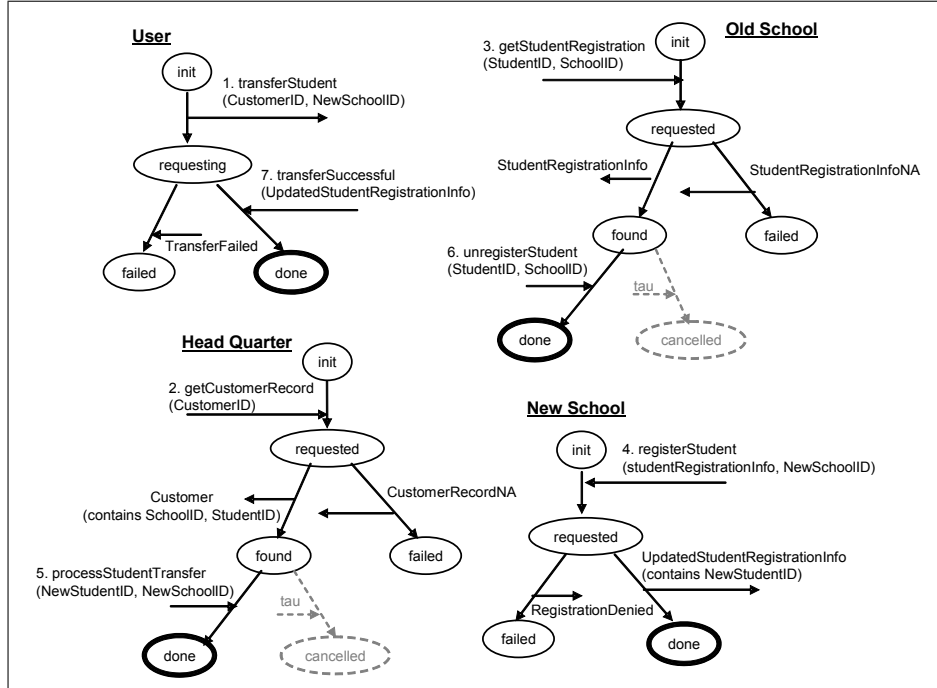 User
init
1. transferStudent
(CustomerID, NewSchoolID)
requesting
7. transferSuccessful
(UpdatedStudentRegistrationInfo)
TransferFailed
failed
done
Old School
3. getStudentRegistration
(StudentID, SchoolID)
init
requested
StudentRegistrationInfo
StudentRegistrationInfoNA
found
failed
6. unregisterStudent
(StudentID, SchoolID)
tau
done
cancelled
Head Quarter
init
2. getCustomerRecord
(CustomerID)
requested
Customer
(contains SchoolID, StudentID)
CustomerRecordNA
found
failed
5. processStudentTransfer
(NewStudentID, NewSchoolID)
tau
done
cancelled
New School
init
4. registerStudent
(studentRegistrationInfo, NewSchoolID)
requested
UpdatedStudentRegistrationInfo
(contains NewStudentID)
RegistrationDenied
failed
done